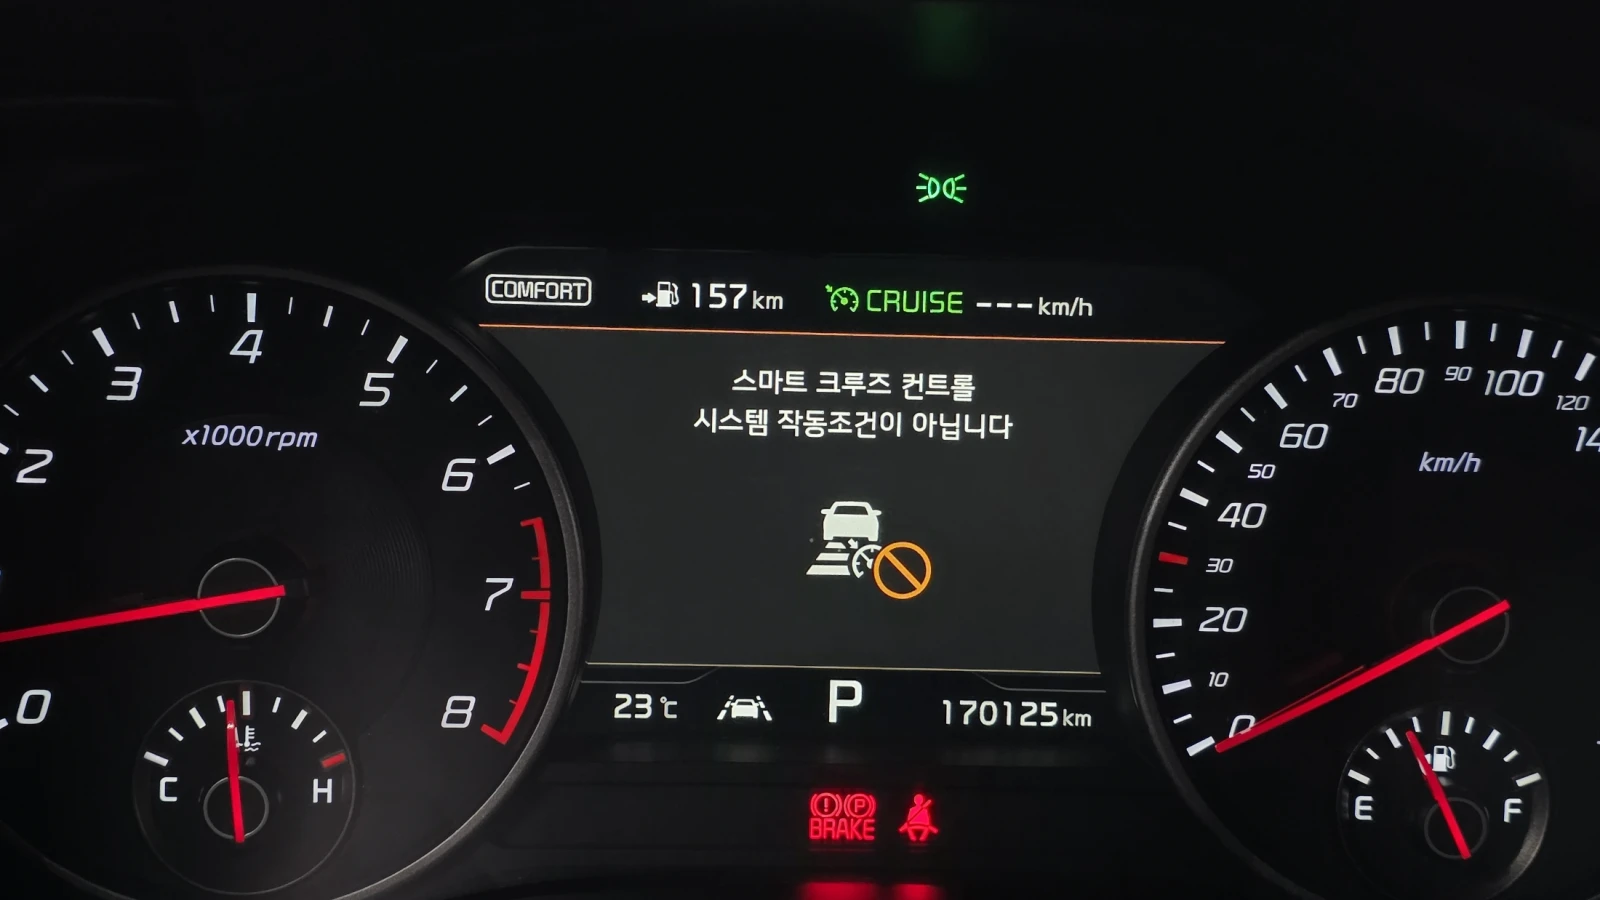 COMFORT 157 km CRUISE ---km/h
스마트 크루즈 컨트롤
시스템 작동조건이 아닙니다
0 2 3 4 5 6 7 8
x1000rpm
C H
0 10 20 30 40 50 60 70 80 90 100 120
km/h
E F
23℃ P 170125km
(!) (P)
BRAKE